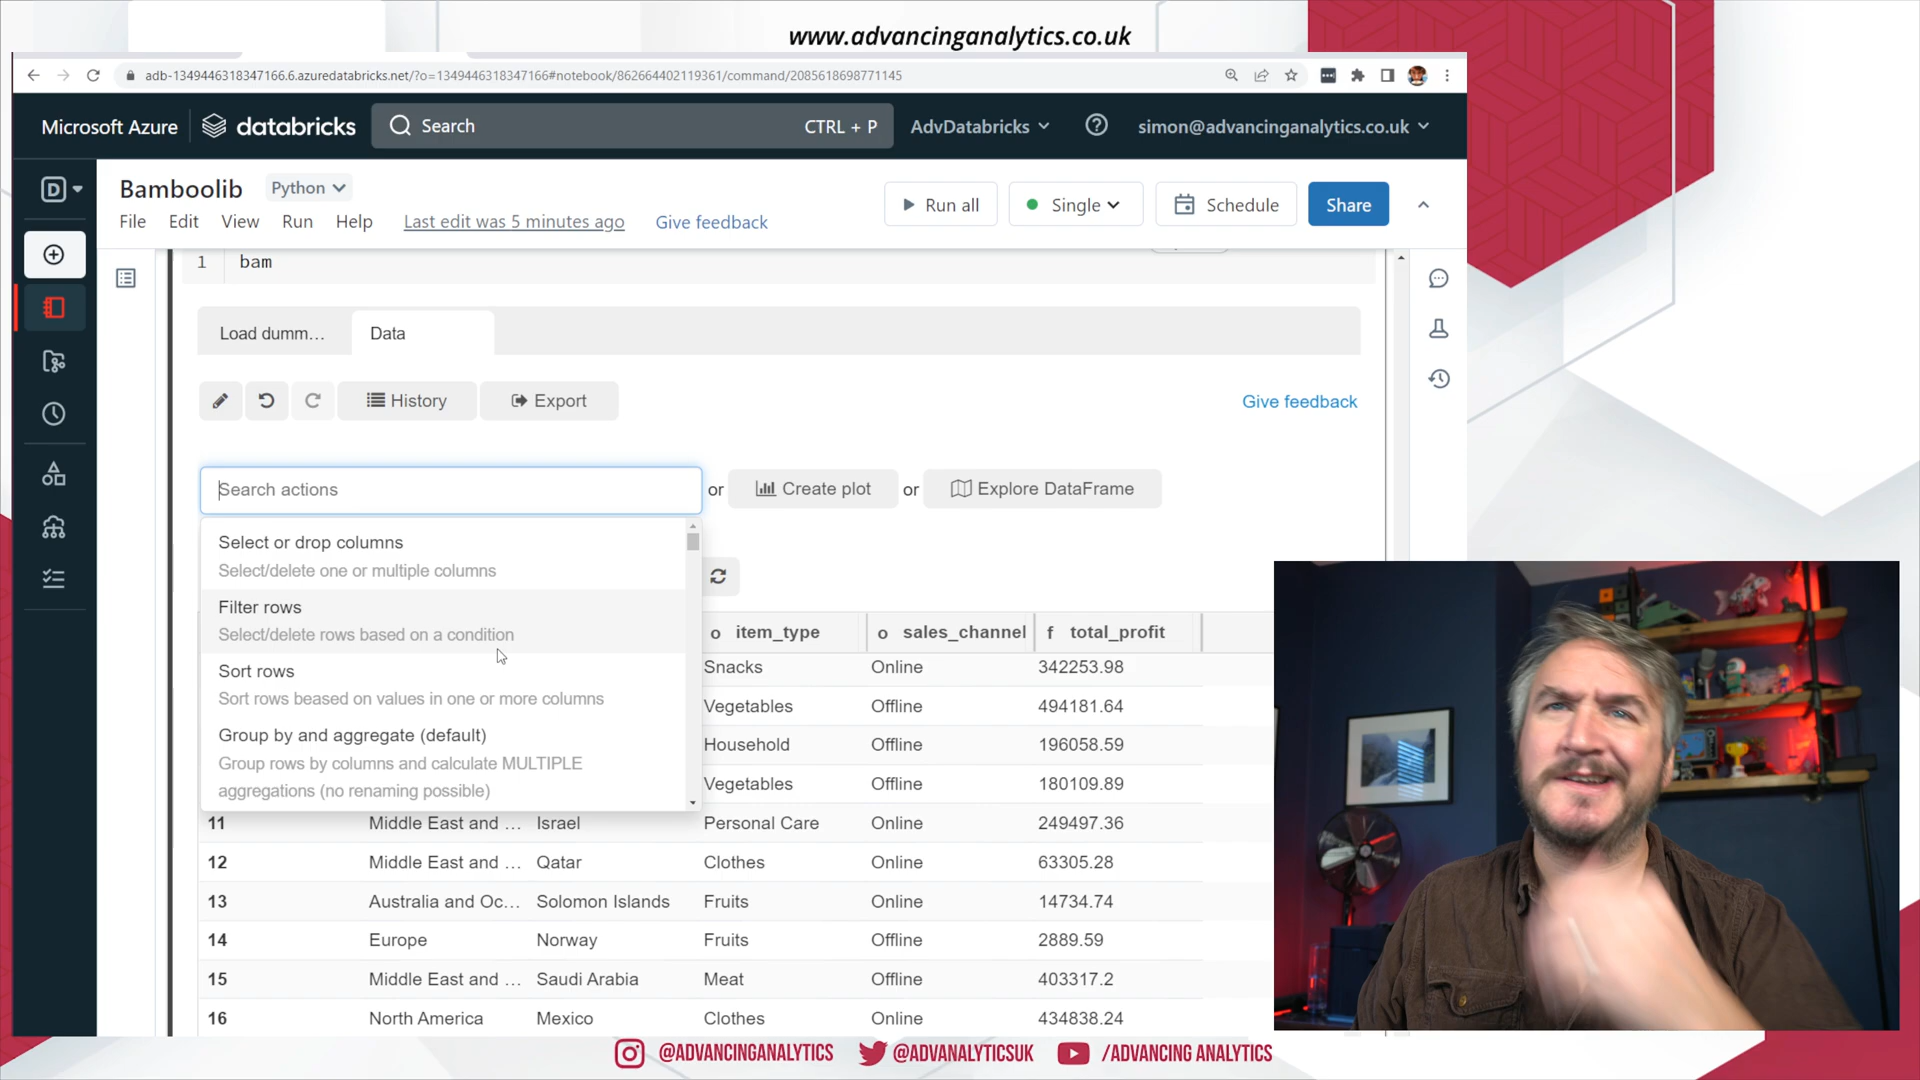 www.advancinganalytics.co.uk
adb-1349446318347166.6.azuredatabricks.net/?o=1349446318347166#notebook/862664402119361/command/2085618698771145
Microsoft Azure databricks Search CTRL + P AdvDatabricks simon@advancinganalytics.co.uk
D
Bamboolib Python
Run all Single Schedule Share
File Edit View Run Help Last edit was 5 minutes ago Give feedback
1 bam
Load dumm... Data
History Export Give feedback
Search actions or Create plot or Explore DataFrame
Select or drop columns
Select/delete one or multiple columns
Filter rows
Select/delete rows based on a condition
Sort rows
Sort rows beased on values in one or more columns
Group by and aggregate (default)
Group rows by columns and calculate MULTIPLE
aggregations (no renaming possible)
o item_type o sales_channel f total_profit
Snacks Online 342253.98
Vegetables Offline 494181.64
Household Offline 196058.59
Vegetables Offline 180109.89
11 Middle East and ... Israel Personal Care Online 249497.36
12 Middle East and ... Qatar Clothes Online 63305.28
13 Australia and Oc... Solomon Islands Fruits Online 14734.74
14 Europe Norway Fruits Offline 2889.59
15 Middle East and ... Saudi Arabia Meat Offline 403317.2
16 North America Mexico Clothes Online 434838.24
@ADVANCINGANALYTICS @ADVANALYTICSUK /ADVANCING ANALYTICS